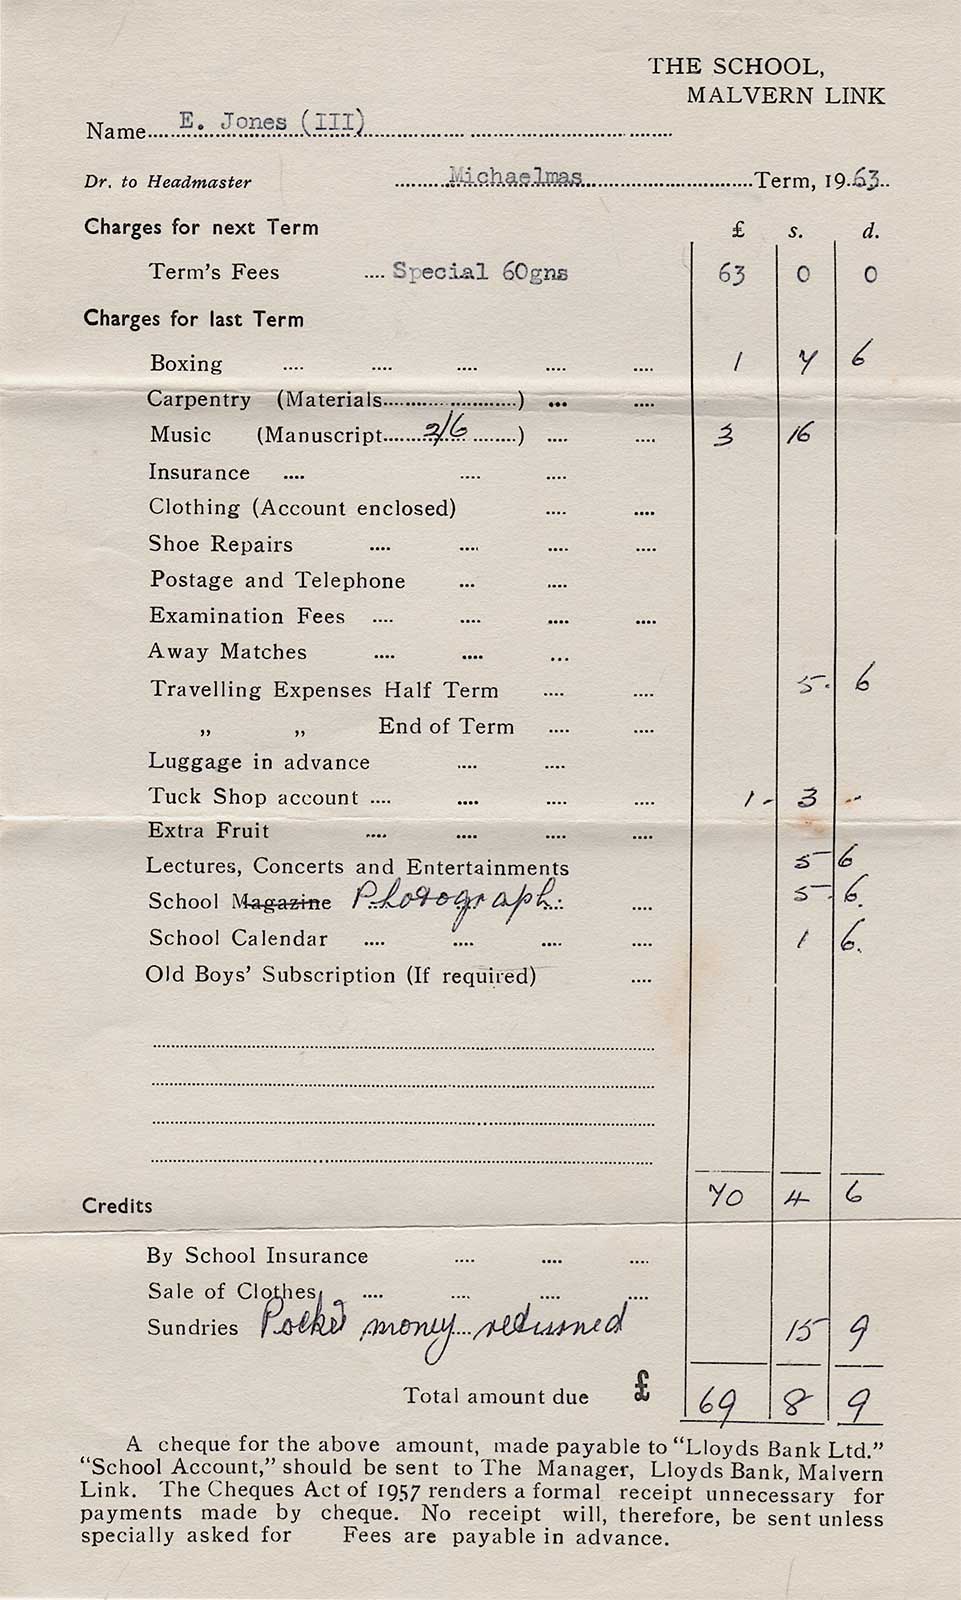 THE SCHOOL,
MALVERN LINK
Name.... E. Jones (III)
Dr. to Headmaster Michaelmas Term, 1963
Charges for next Term £ s. d.
Term's Fees .... Special 60gns 63 0 0
Charges for last Term
Boxing .... .... .... .... .... 1 7 6
Carpentry (Materials....................) .... ....
Music (Manuscript 2/6 ........) .... .... 3 16
Insurance .... .... ....
Clothing (Account enclosed) .... ....
Shoe Repairs .... .... .... ....
Postage and Telephone ... ....
Examination Fees .... .... .... ....
Away Matches .... .... ...
Travelling Expenses Half Term .... .... 5. 6
„ „ End of Term .... ....
Luggage in advance .... ....
Tuck Shop account .... .... .... .... 1 - 3 -
Extra Fruit .... .... .... ....
Lectures, Concerts and Entertainments 5 6
School Magazine Photograph. .... 5. 6.
School Calendar .... .... .... .... 1 6.
Old Boys' Subscription (If required) ....
70 4 6
Credits
By School Insurance .... .... ....
Sale of Clothes .... .... .... ....
Sundries Pocket money returned 15 9
Total amount due £ 69 8 9
A cheque for the above amount, made payable to "Lloyds Bank Ltd."
"School Account," should be sent to The Manager, Lloyds Bank, Malvern
Link. The Cheques Act of 1957 renders a formal receipt unnecessary for
payments made by cheque. No receipt will, therefore, be sent unless
specially asked for Fees are payable in advance.